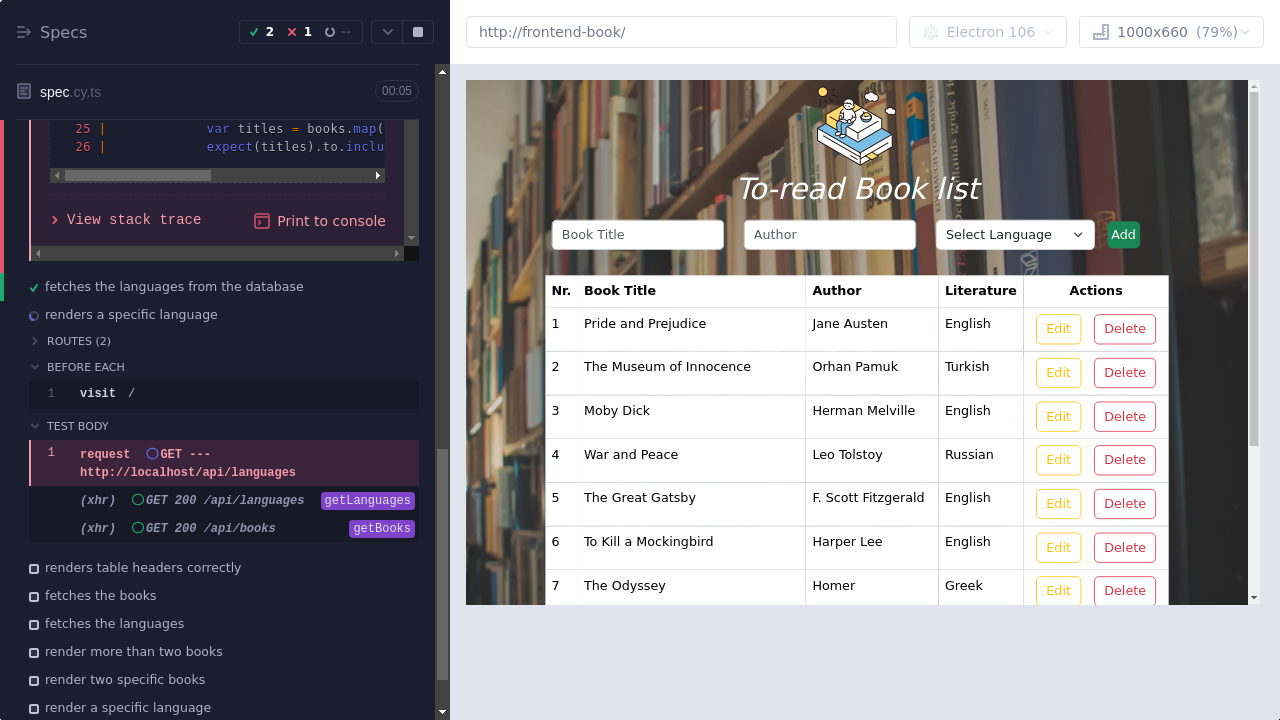 Specs
2
1
--
spec.cy.ts
00:05
25 | var titles = books.map(
26 | expect(titles).to.inclu
View stack trace
Print to console
fetches the languages from the database
renders a specific language
ROUTES (2)
BEFORE EACH
1 visit /
TEST BODY
1 request GET ---
http://localhost/api/languages
(xhr) GET 200 /api/languages getLanguages
(xhr) GET 200 /api/books getBooks
renders table headers correctly
fetches the books
fetches the languages
render more than two books
render two specific books
render a specific language
http://frontend-book/
Electron 106
1000x660 (79%)
To-read Book list
Book Title
Author
Select Language
Add
Nr. Book Title Author Literature Actions
1 Pride and Prejudice Jane Austen English Edit Delete
2 The Museum of Innocence Orhan Pamuk Turkish Edit Delete
3 Moby Dick Herman Melville English Edit Delete
4 War and Peace Leo Tolstoy Russian Edit Delete
5 The Great Gatsby F. Scott Fitzgerald English Edit Delete
6 To Kill a Mockingbird Harper Lee English Edit Delete
7 The Odyssey Homer Greek Edit Delete